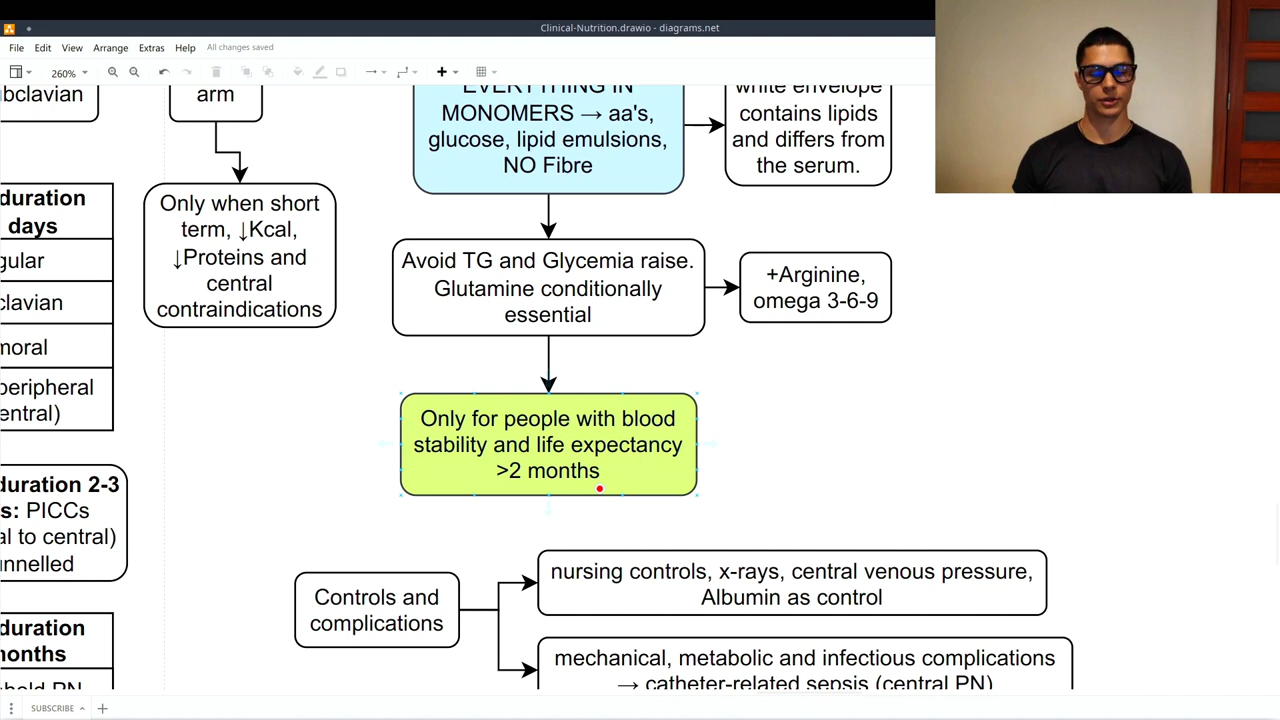 Clinical-Nutrition.drawio - diagrams.net
File Edit View Arrange Extras Help All changes saved
260%
bclavian
arm
EVERYTHING IN
MONOMERS → aa's,
glucose, lipid emulsions,
NO Fibre
white envelope
contains lipids
and differs from
the serum.
duration
days
gular
clavian
moral
peripheral
entral)
Only when short
term, ↓Kcal,
↓Proteins and
central
contraindications
Avoid TG and Glycemia raise.
Glutamine conditionally
essential
+Arginine,
omega 3-6-9
Only for people with blood
stability and life expectancy
>2 months
duration 2-3
s: PICCs
al to central)
unnelled
Controls and
complications
nursing controls, x-rays, central venous pressure,
Albumin as control
mechanical, metabolic and infectious complications
→ catheter-related sepsis (central PN)
duration
months
hold PN
SUBSCRIBE